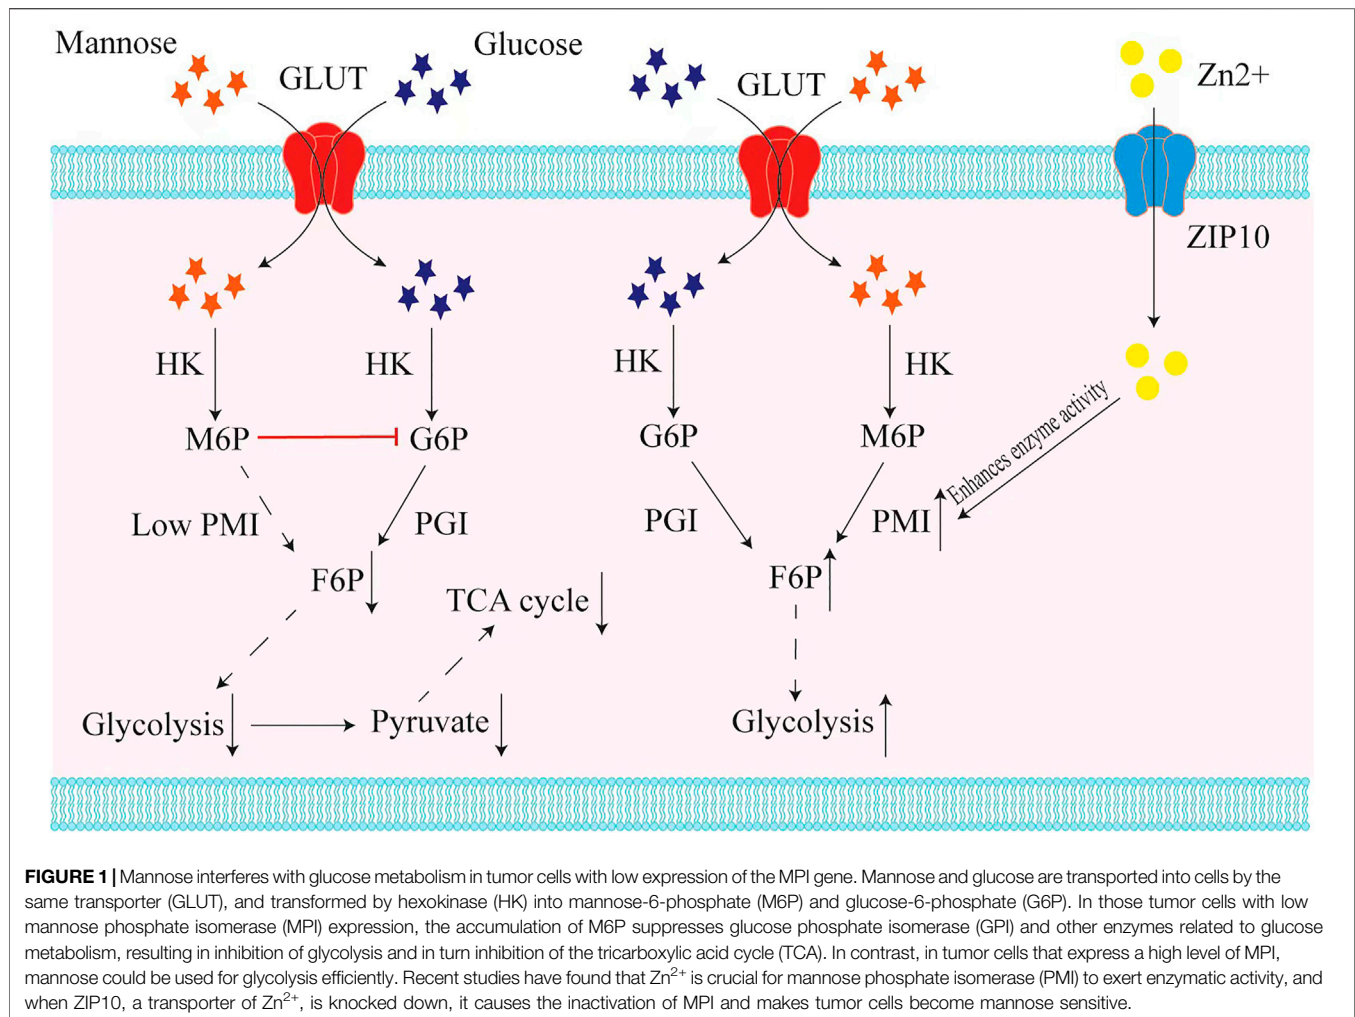 Mannose
Glucose
GLUT
GLUT
Zn2+
ZIP10
HK
HK
HK
HK
M6P
G6P
G6P
M6P
Enhances enzyme activity
Low PMI
PGI
PGI
PMI
F6P
F6P
TCA cycle
Glycolysis
Pyruvate
Glycolysis
FIGURE 1 | Mannose interferes with glucose metabolism in tumor cells with low expression of the MPI gene. Mannose and glucose are transported into cells by the
same transporter (GLUT), and transformed by hexokinase (HK) into mannose-6-phosphate (M6P) and glucose-6-phosphate (G6P). In those tumor cells with low
mannose phosphate isomerase (MPI) expression, the accumulation of M6P suppresses glucose phosphate isomerase (GPI) and other enzymes related to glucose
metabolism, resulting in inhibition of glycolysis and in turn inhibition of the tricarboxylic acid cycle (TCA). In contrast, in tumor cells that express a high level of MPI,
mannose could be used for glycolysis efficiently. Recent studies have found that Zn²⁺ is crucial for mannose phosphate isomerase (PMI) to exert enzymatic activity, and
when ZIP10, a transporter of Zn²⁺, is knocked down, it causes the inactivation of MPI and makes tumor cells become mannose sensitive.